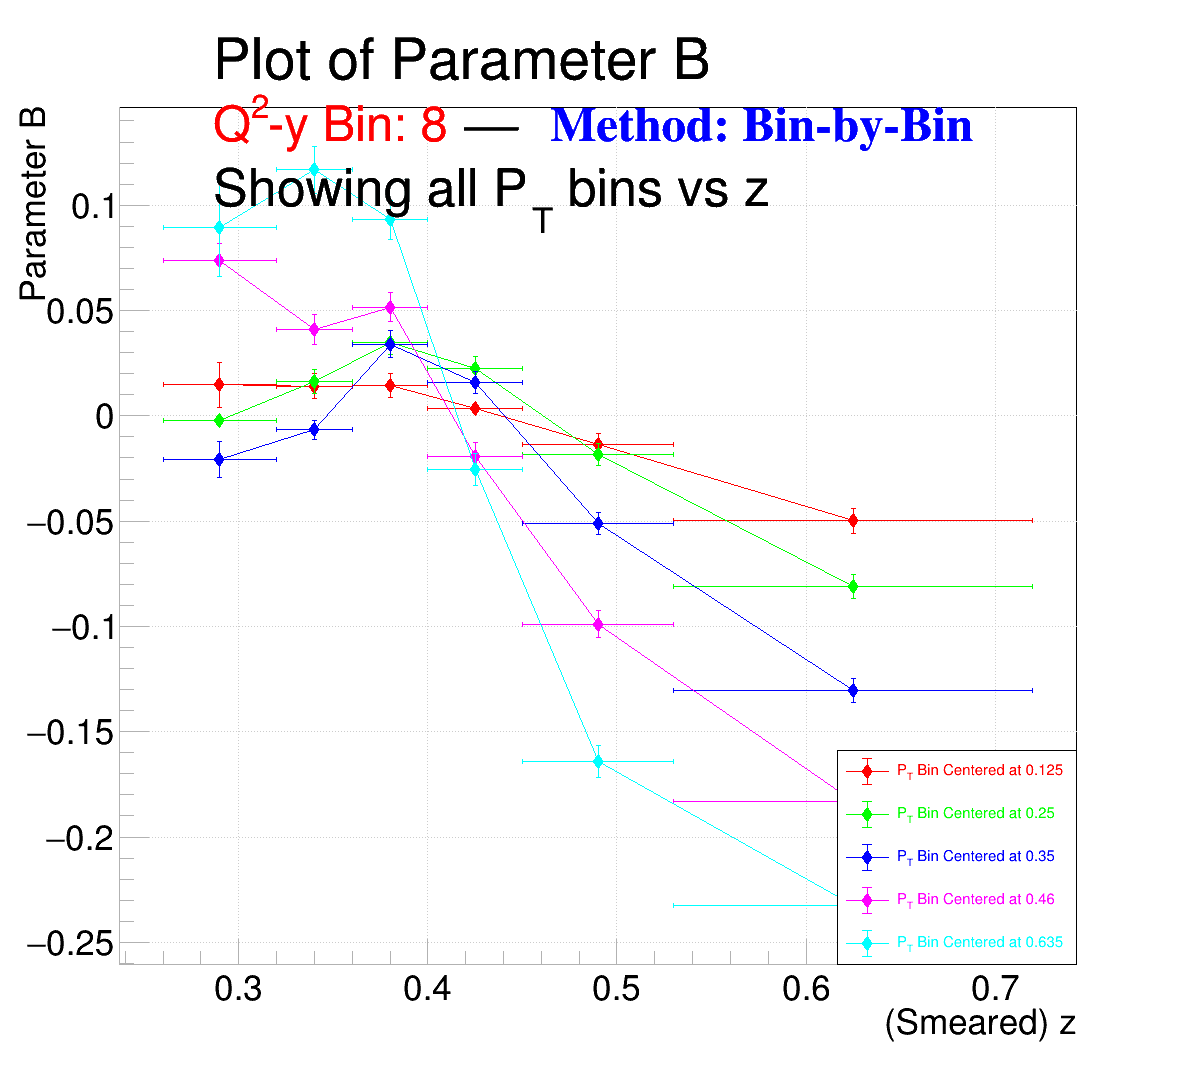 Plot of Parameter B
Q²-y Bin: 8 — Method: Bin-by-Bin
Showing all P_T bins vs z
Parameter B
0.1
0.05
0
−0.05
−0.1
−0.15
−0.2
−0.25
P_T Bin Centered at 0.125
P_T Bin Centered at 0.25
P_T Bin Centered at 0.35
P_T Bin Centered at 0.46
P_T Bin Centered at 0.635
0.3 0.4 0.5 0.6 0.7
(Smeared) z